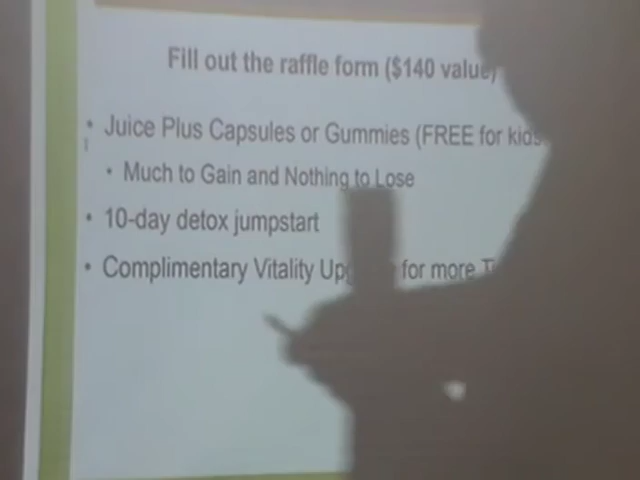 Fill out the raffle form ($140 value)
• Juice Plus Capsules or Gummies (FREE for kids
• Much to Gain and Nothing to Lose
• 10-day detox jumpstart
• Complimentary Vitality for more